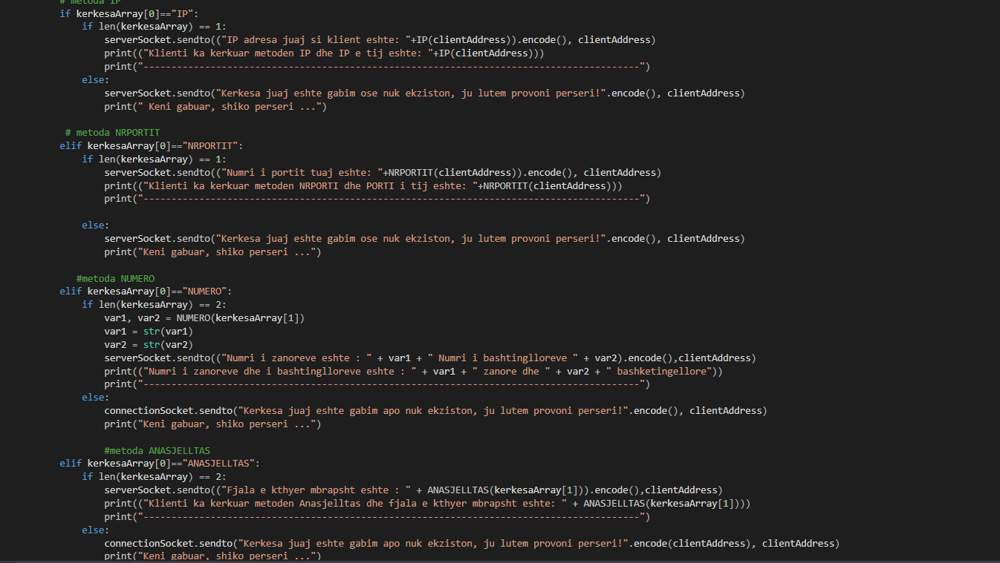 # metoda IP
if kerkesaArray[0]=="IP":
if len(kerkesaArray) == 1:
serverSocket.sendto(("IP adresa juaj si klient eshte: "+IP(clientAddress)).encode(), clientAddress)
print(("Klienti ka kerkuar metoden IP dhe IP e tij eshte: "+IP(clientAddress)))
print("-----------------------------------------------------------------------------------------")
else:
serverSocket.sendto("Kerkesa juaj eshte gabim ose nuk ekziston, ju lutem provoni perseri!".encode(), clientAddress)
print(" Keni gabuar, shiko perseri ...")
# metoda NRPORTIT
elif kerkesaArray[0]=="NRPORTIT":
if len(kerkesaArray) == 1:
serverSocket.sendto(("Numri i portit tuaj eshte: "+NRPORTIT(clientAddress)).encode(), clientAddress)
print(("Klienti ka kerkuar metoden NRPORTI dhe PORTI i tij eshte: "+NRPORTIT(clientAddress)))
print("-----------------------------------------------------------------------------------------")
else:
serverSocket.sendto("Kerkesa juaj eshte gabim ose nuk ekziston, ju lutem provoni perseri!".encode(), clientAddress)
print("Keni gabuar, shiko perseri ...")
#metoda NUMERO
elif kerkesaArray[0]=="NUMERO":
if len(kerkesaArray) == 2:
var1, var2 = NUMERO(kerkesaArray[1])
var1 = str(var1)
var2 = str(var2)
serverSocket.sendto(("Numri i zanoreve eshte : " + var1 + " Numri i bashtinglloreve " + var2).encode(),clientAddress)
print(("Numri i zanoreve dhe i bashtinglloreve eshte : " + var1 + " zanore dhe " + var2 + " bashketingellore"))
print("-----------------------------------------------------------------------------------------")
else:
connectionSocket.sendto("Kerkesa juaj eshte gabim apo nuk ekziston, ju lutem provoni perseri!".encode(), clientAddress)
print("Keni gabuar, shiko perseri ...")
#metoda ANASJELLTAS
elif kerkesaArray[0]=="ANASJELLTAS":
if len(kerkesaArray) == 2:
serverSocket.sendto(("Fjala e kthyer mbrapsht eshte : " + ANASJELLTAS(kerkesaArray[1])).encode(),clientAddress)
print(("Klienti ka kerkuar metoden Anasjelltas dhe fjala e kthyer mbrapsht eshte: " + ANASJELLTAS(kerkesaArray[1])))
print("-----------------------------------------------------------------------------------------")
else:
connectionSocket.sendto("Kerkesa juaj eshte gabim apo nuk ekziston, ju lutem provoni perseri!".encode(clientAddress), clientAddress)
print("Keni gabuar, shiko perseri ...")